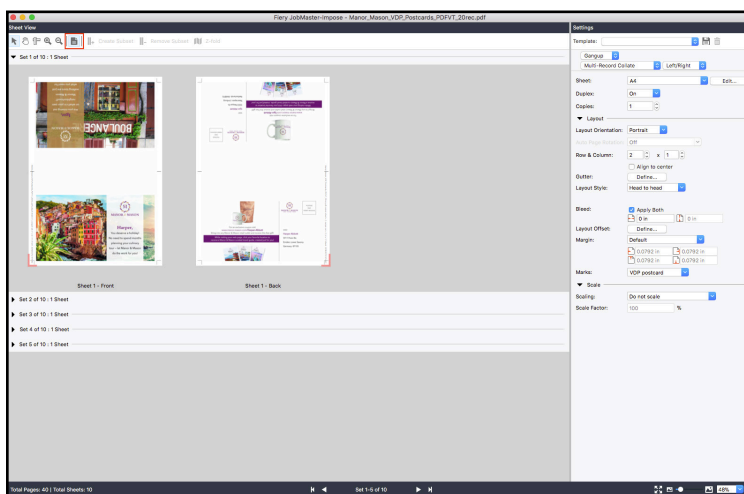 Fiery JobMaster-Impose - Manor_Mason_VDP_Postcards_PDFVT_20rec.pdf
Sheet View
Settings
Create Subset
Remove Subset
Z-fold
Template:
Gangup
Multi-Record Collate
Left/Right
Set 1 of 10 : 1 Sheet
BOULANGE
Harper,
Sheet 1 - Front
Sheet 1 - Back
Set 2 of 10 : 1 Sheet
Set 3 of 10 : 1 Sheet
Set 4 of 10 : 1 Sheet
Set 5 of 10 : 1 Sheet
Sheet: A4 Edit...
Duplex: On
Copies: 1
Layout
Layout Orientation: Portrait
Off
Row & Column: 2 x 1
Align to center
Gutter: Define...
Layout Style: Head to head
Bleed: Apply Both
0 in 0 in
Layout Offset: Define...
Margin: Default
0.0792 in 0.0792 in
0.0792 in 0.0792 in
Marks: VDP postcard
Scale
Scaling: Do not scale
Scale Factor: 100 %
Total Pages: 40 | Total Sheets: 10
Set 1-5 of 10
48%